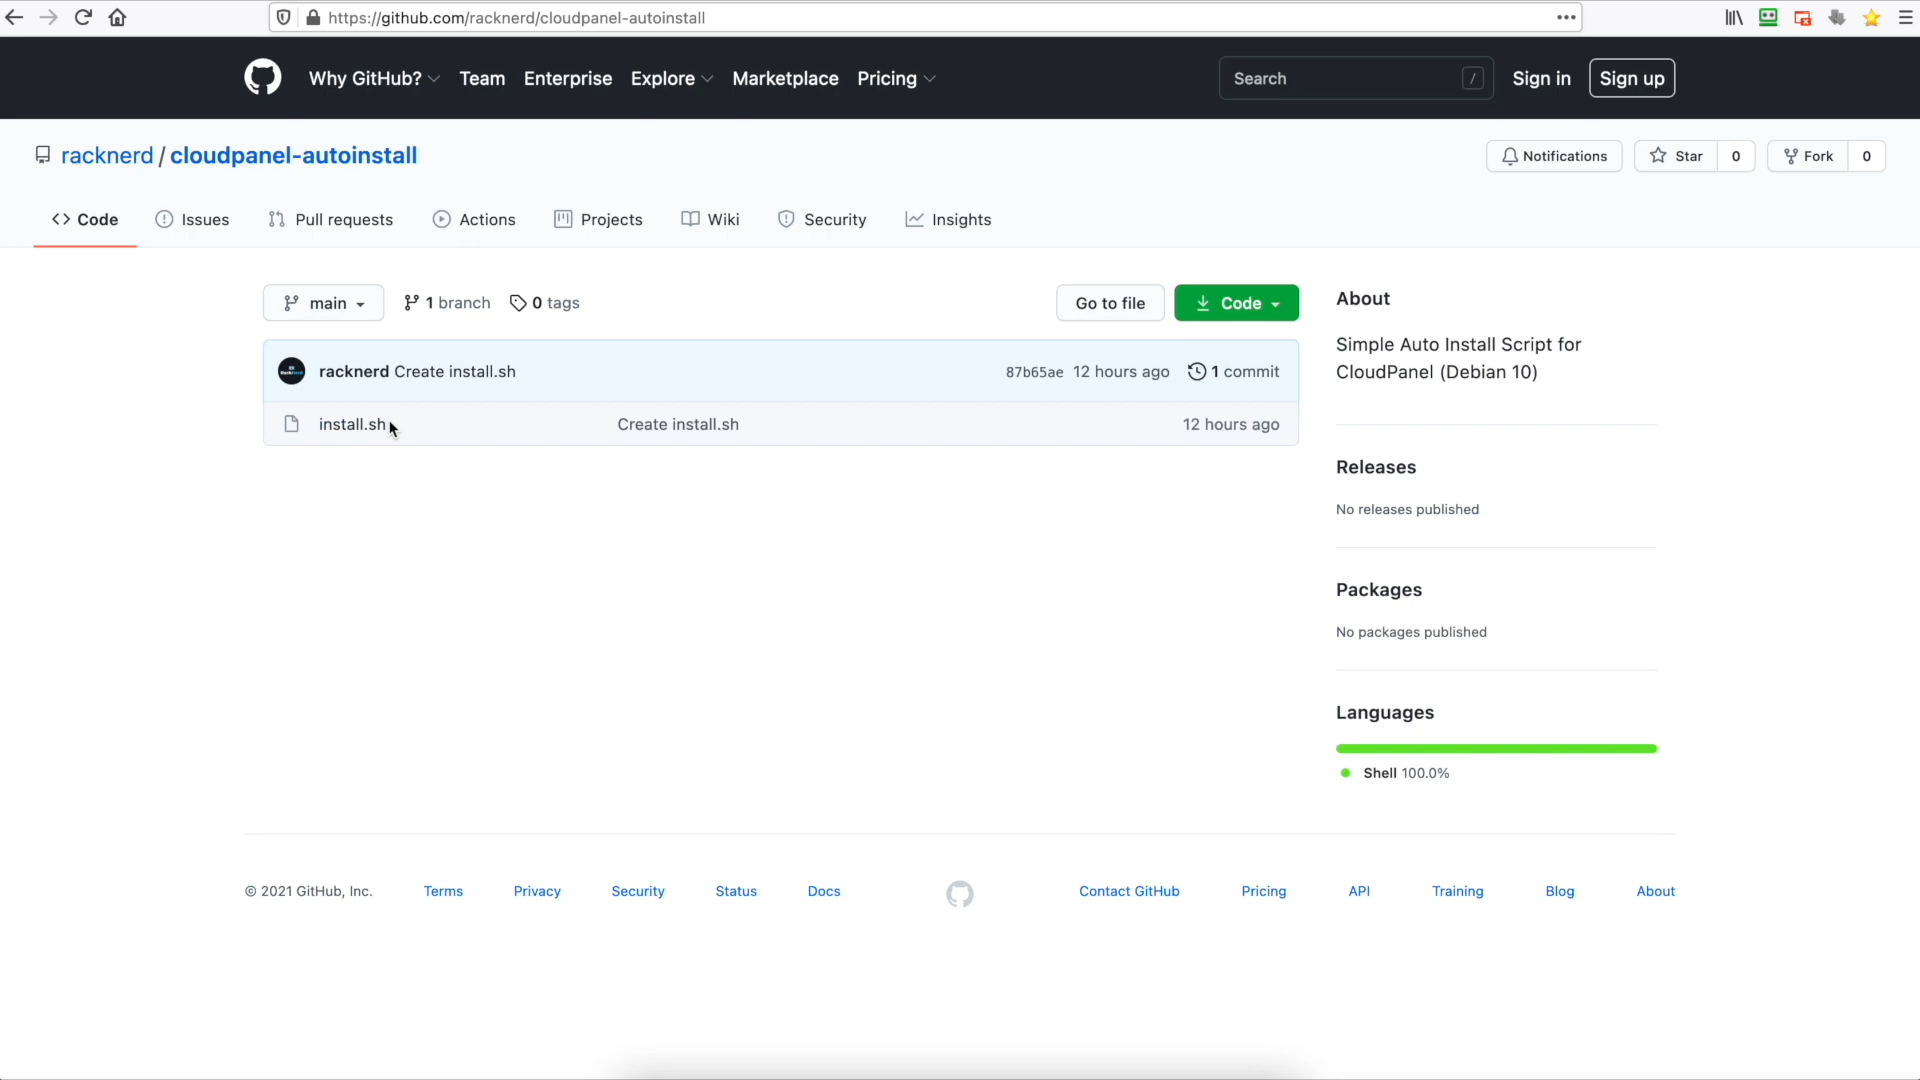 https://github.com/racknerd/cloudpanel-autoinstall
Why GitHub? Team Enterprise Explore Marketplace Pricing Search / Sign in Sign up
racknerd / cloudpanel-autoinstall Notifications Star 0 Fork 0
Code Issues Pull requests Actions Projects Wiki Security Insights
main 1 branch 0 tags Go to file Code
racknerd Create install.sh 87b65ae 12 hours ago 1 commit
install.sh Create install.sh 12 hours ago
About
Simple Auto Install Script for
CloudPanel (Debian 10)
Releases
No releases published
Packages
No packages published
Languages
Shell 100.0%
© 2021 GitHub, Inc. Terms Privacy Security Status Docs Contact GitHub Pricing API Training Blog About